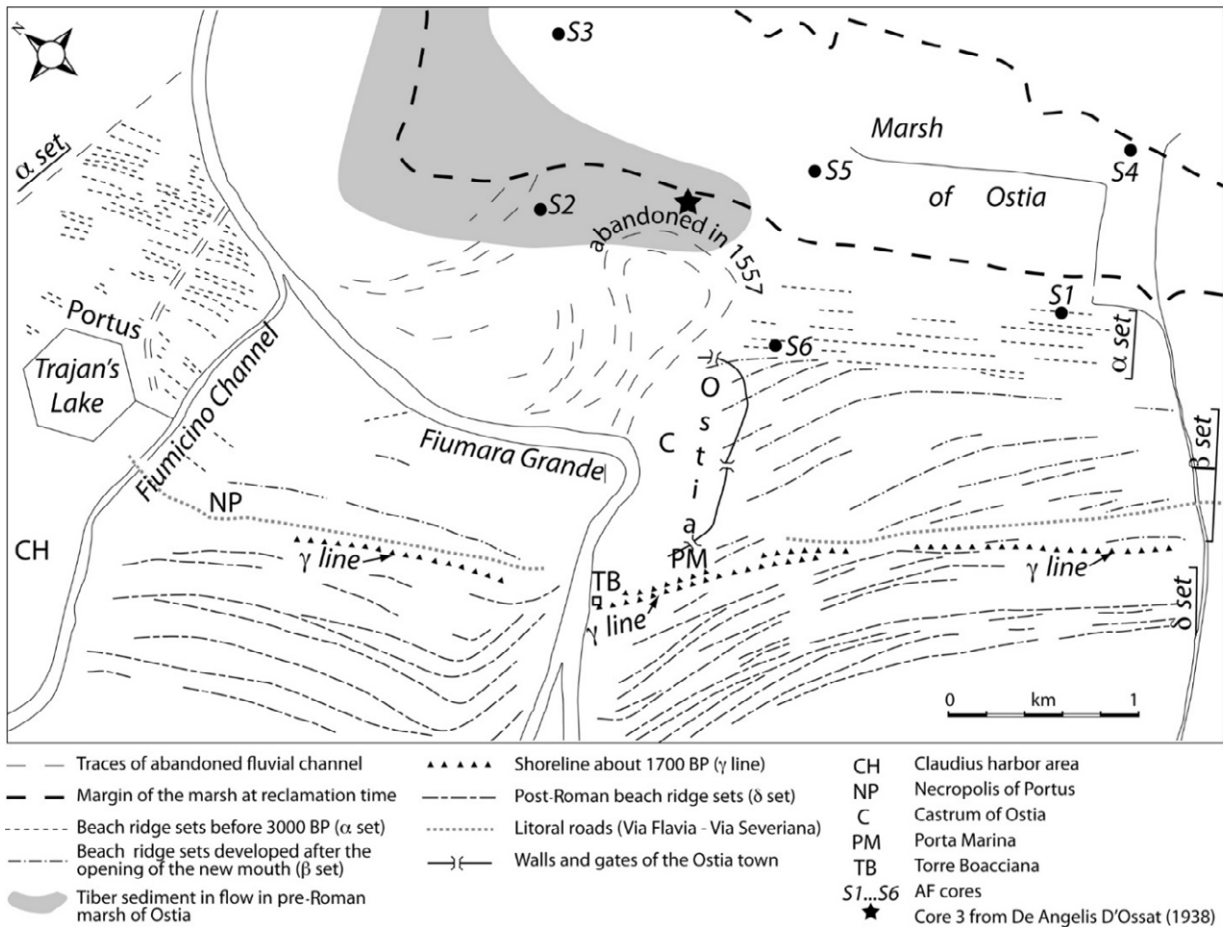 N
S3
α set
Marsh
of Ostia
S5
S4
S2
abandoned in 1557
S1
α set
Portus
Trajan's
Lake
Fiumicino Channel
S6
Ostia
C
Fiumara Grande
β set
NP
CH
γ line
PM
TB
γ line
γ line
δ set
0 km 1
Traces of abandoned fluvial channel
Margin of the marsh at reclamation time
Beach ridge sets before 3000 BP (α set)
Beach ridge sets developed after the
opening of the new mouth (β set)
Tiber sediment in flow in pre-Roman
marsh of Ostia
Shoreline about 1700 BP (γ line)
Post-Roman beach ridge sets (δ set)
Litoral roads (Via Flavia - Via Severiana)
Walls and gates of the Ostia town
CH Claudius harbor area
NP Necropolis of Portus
C Castrum of Ostia
PM Porta Marina
TB Torre Boacciana
S1...S6 AF cores
Core 3 from De Angelis D'Ossat (1938)